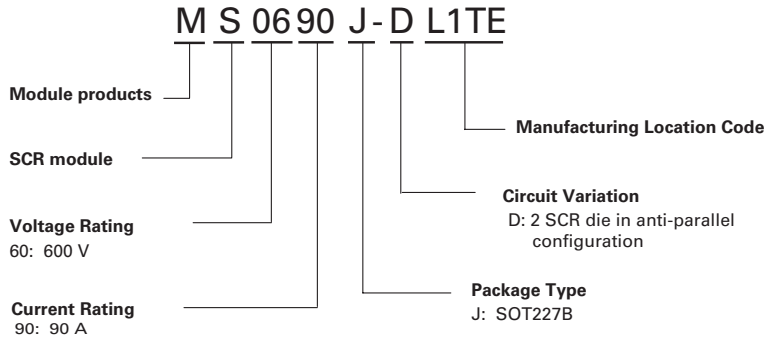 M S 06 90 J - D L1TE
Module products
Manufacturing Location Code
SCR module
Circuit Variation
D: 2 SCR die in anti-parallel
configuration
Voltage Rating
60: 600 V
Package Type
J: SOT227B
Current Rating
90: 90 A